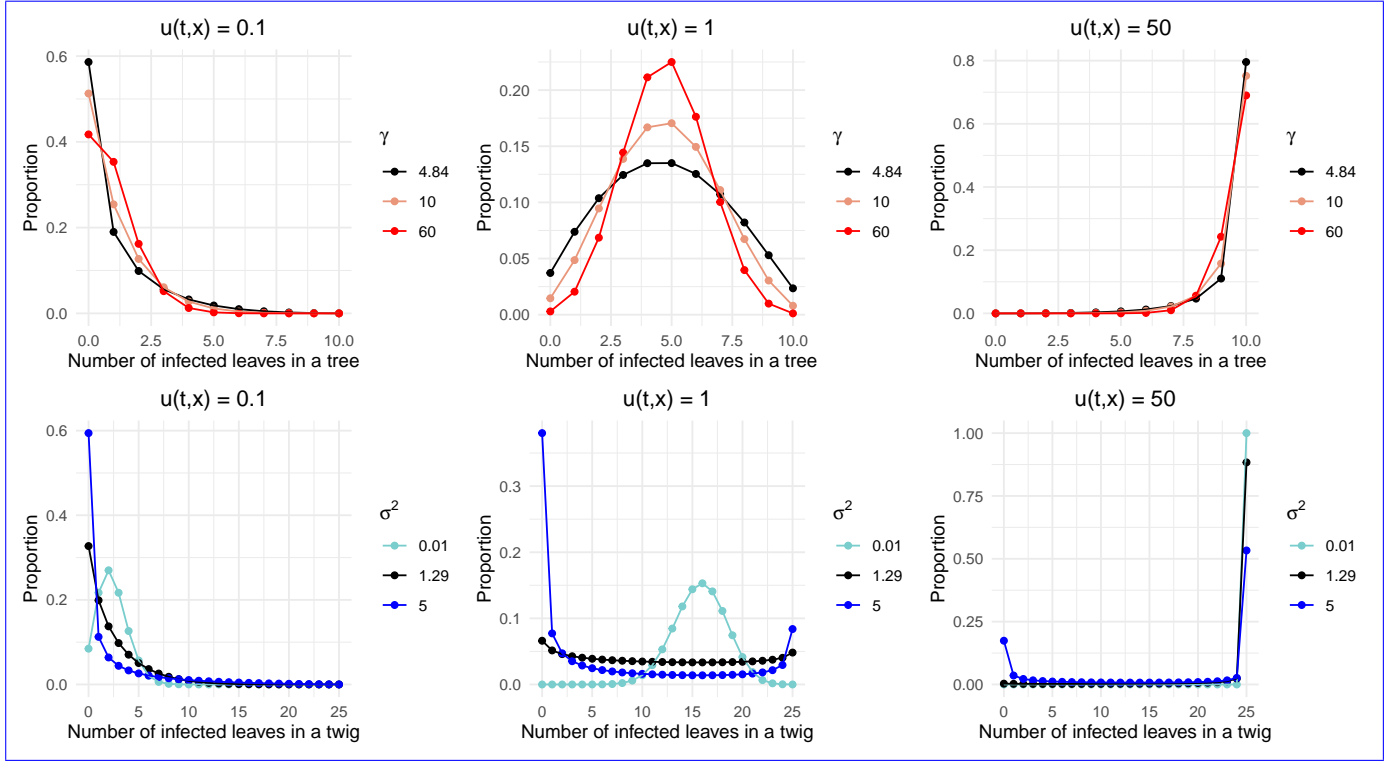 u(t,x) = 0.1
u(t,x) = 1
u(t,x) = 50
Proportion
0.6
0.4
0.2
0.0
0.0 2.5 5.0 7.5 10.0
Number of infected leaves in a tree
γ
4.84
10
60
Proportion
0.20
0.15
0.10
0.05
0.00
0.0 2.5 5.0 7.5 10.0
Number of infected leaves in a tree
γ
4.84
10
60
Proportion
0.8
0.6
0.4
0.2
0.0
0.0 2.5 5.0 7.5 10.0
Number of infected leaves in a tree
γ
4.84
10
60
u(t,x) = 0.1
u(t,x) = 1
u(t,x) = 50
Proportion
0.6
0.4
0.2
0.0
0 5 10 15 20 25
Number of infected leaves in a twig
σ²
0.01
1.29
5
Proportion
0.3
0.2
0.1
0.0
0 5 10 15 20 25
Number of infected leaves in a twig
σ²
0.01
1.29
5
Proportion
1.00
0.75
0.50
0.25
0.00
0 5 10 15 20 25
Number of infected leaves in a twig
σ²
0.01
1.29
5